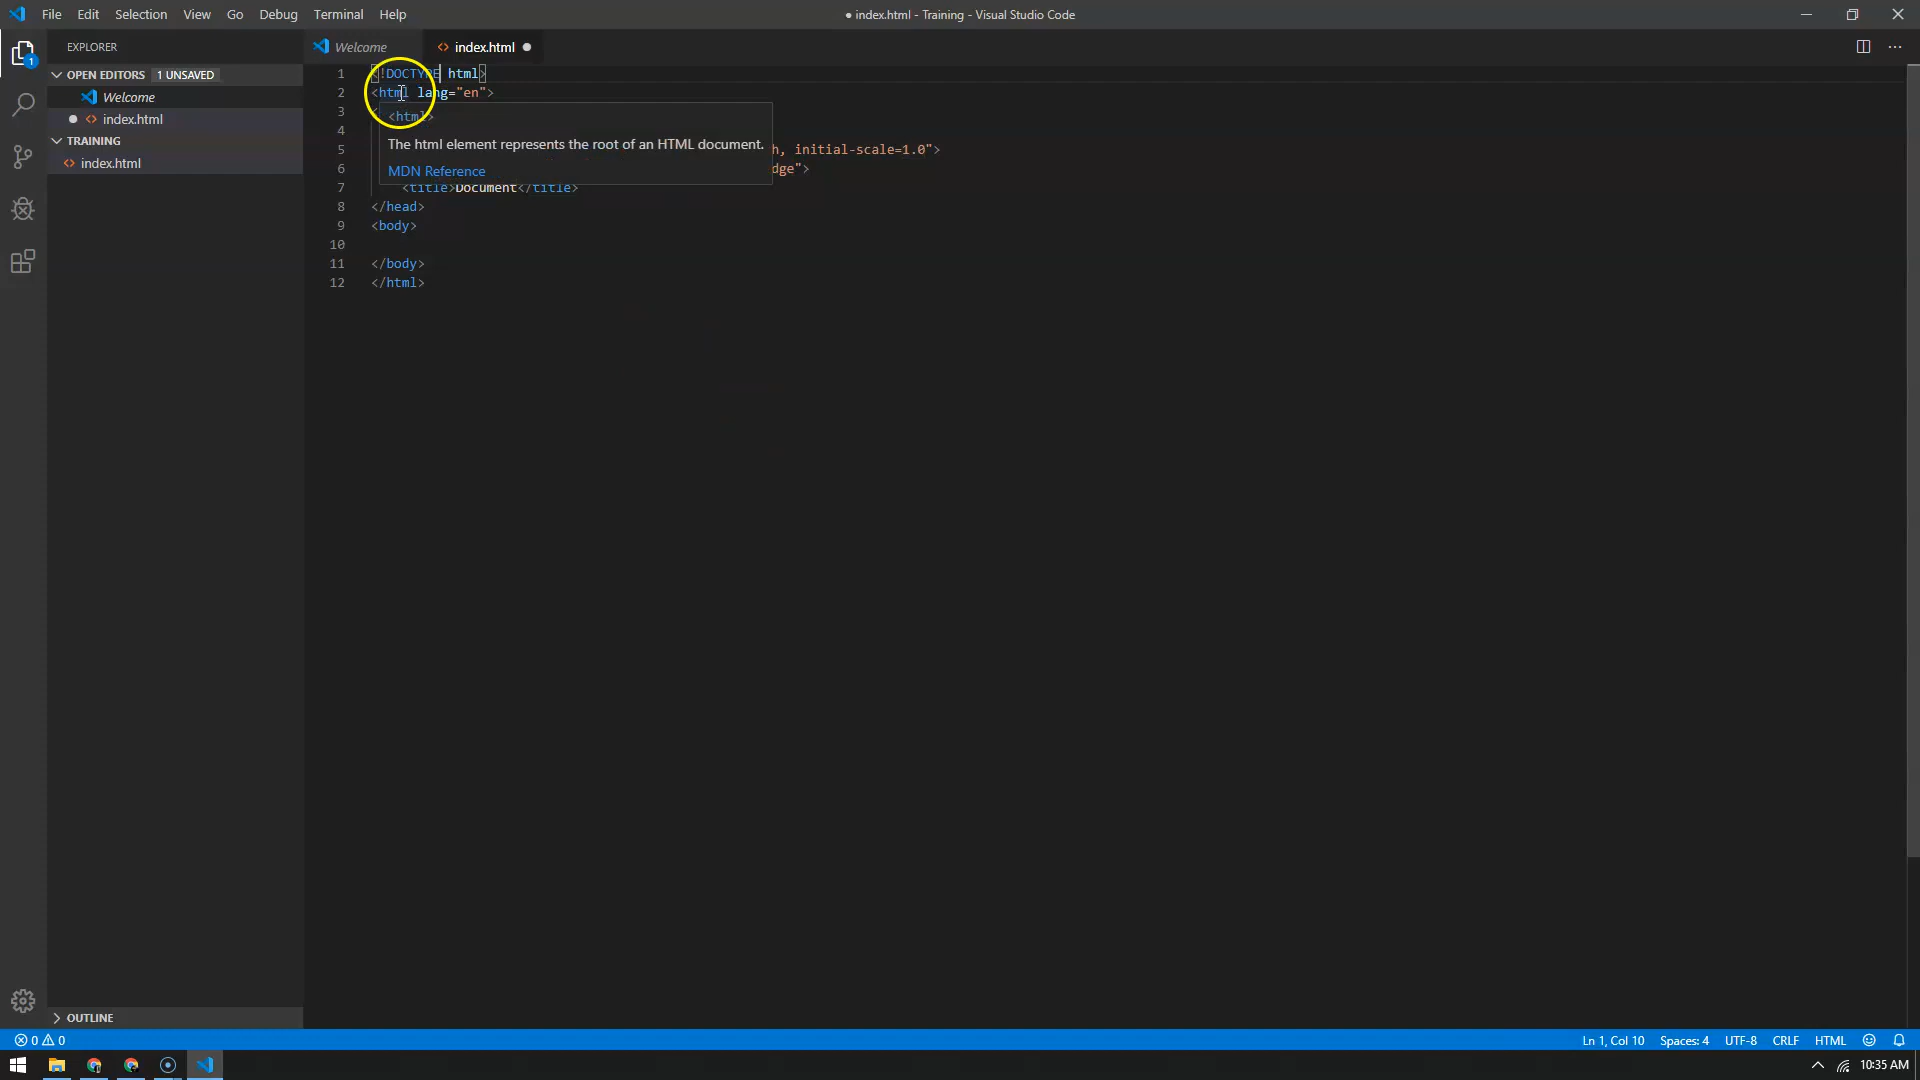 File Edit Selection View Go Debug Terminal Help
● index.html - Training - Visual Studio Code
EXPLORER
OPEN EDITORS 1 UNSAVED
Welcome
index.html
TRAINING
index.html
OUTLINE
1
Welcome
index.html
1 <!DOCTYPE html>
2 <html lang="en">
3 <
4
5 h, initial-scale=1.0">
6 dge">
7 <title>Document</title>
8 </head>
9 <body>
10
11 </body>
12 </html>
<html>
The html element represents the root of an HTML document.
MDN Reference
0 0
Ln 1, Col 10 Spaces: 4 UTF-8 CRLF HTML
10:35 AM